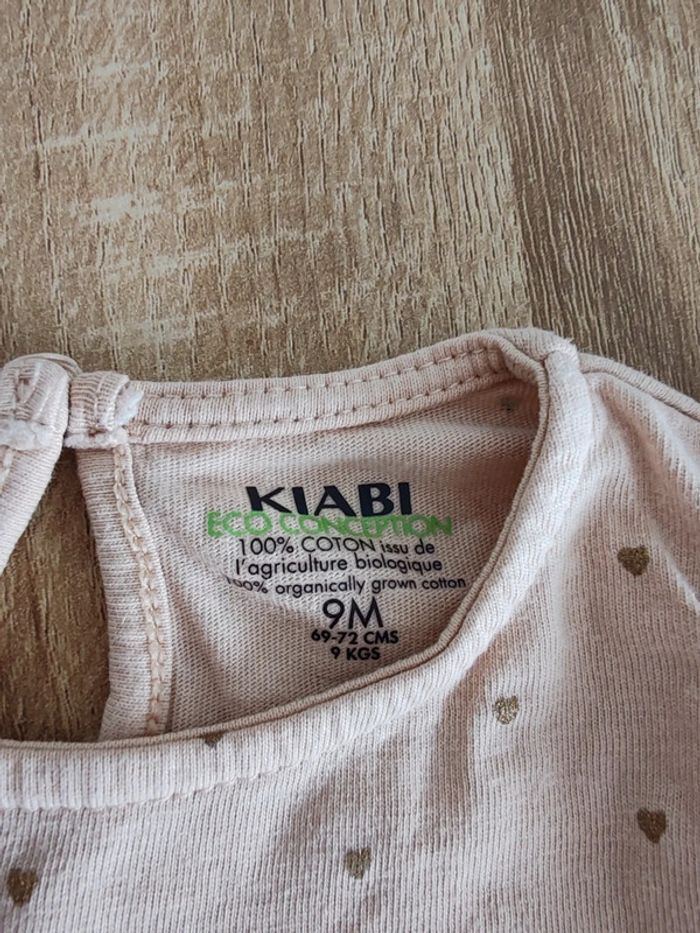 KIABI
ECO CONCEPTION
100% COTON issu de
l'agriculture biologique
100% organically grown cotton
9M
69-72 CMS
9 KGS